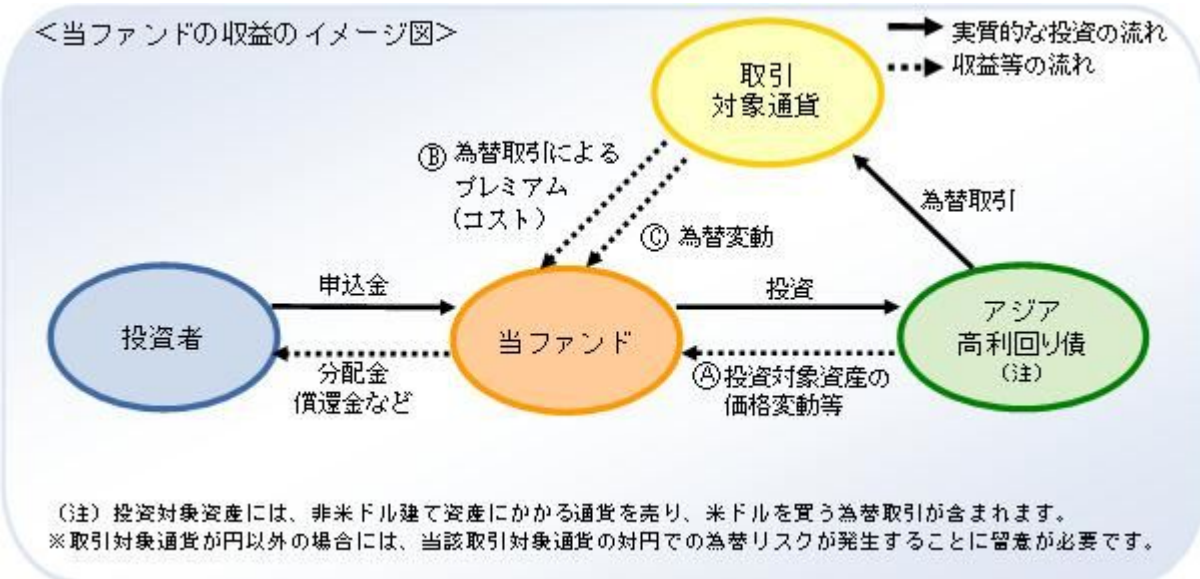 ＜当ファンドの収益のイメージ図＞
実質的な投資の流れ
収益等の流れ
取引
対象通貨
Ⓑ 為替取引による
プレミアム
（コスト）
Ⓒ 為替変動
為替取引
投資者
申込金
分配金
償還金など
当ファンド
投資
Ⓐ投資対象資産の
価格変動等
アジア
高利回り債
（注）
（注）投資対象資産には、非米ドル建て資産にかかる通貨を売り、米ドルを買う為替取引が含まれます。
※取引対象通貨が円以外の場合には、当該取引対象通貨の対円での為替リスクが発生することに留意が必要です。